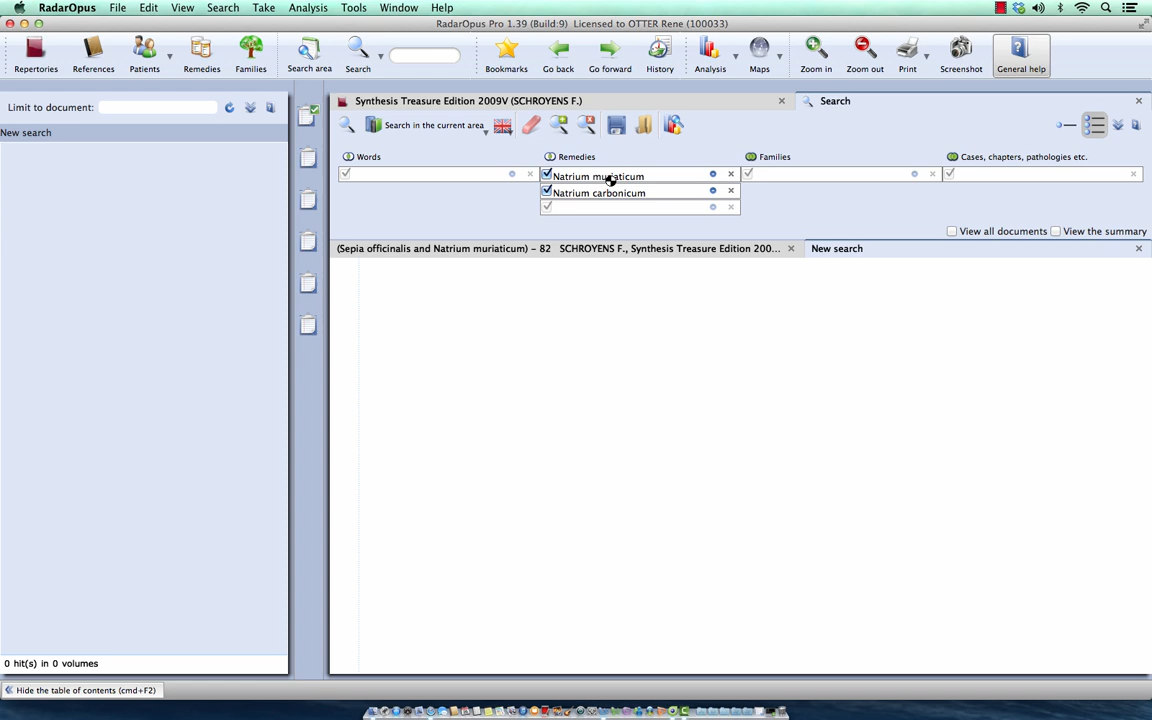 RadarOpus File Edit View Search Take Analysis Tools Window Help
RadarOpus Pro 1.39 (Build:9) Licensed to OTTER Rene (100033)
Repertories References Patients Remedies Families Search area Search Bookmarks Go back Go forward History Analysis Maps Zoom in Zoom out Print Screenshot General help
Limit to document:
New search
Synthesis Treasure Edition 2009V (SCHROYENS F.)
Search
Search in the current area
Words Remedies Families Cases, chapters, pathologies etc.
Natrium muriaticum
Natrium carbonicum
View all documents View the summary
(Sepia officinalis and Natrium muriaticum) - 82 SCHROYENS F., Synthesis Treasure Edition 200...
New search
0 hit(s) in 0 volumes
Hide the table of contents (cmd+F2)